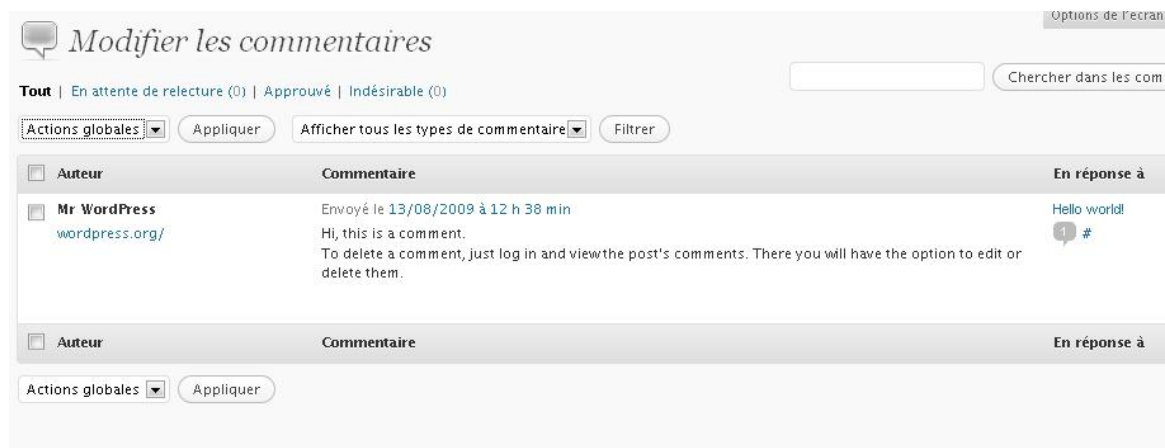 Options de l'écran
Modifier les commentaires
Chercher dans les com
Tout | En attente de relecture (0) | Approuvé | Indésirable (0)
Actions globales Appliquer Afficher tous les types de commentaire Filtrer
Auteur Commentaire En réponse à
Mr WordPress Envoyé le 13/08/2009 à 12 h 38 min Hello world!
wordpress.org/ Hi, this is a comment. 1 #
To delete a comment, just log in and view the post's comments. There you will have the option to edit or
delete them.
Auteur Commentaire En réponse à
Actions globales Appliquer